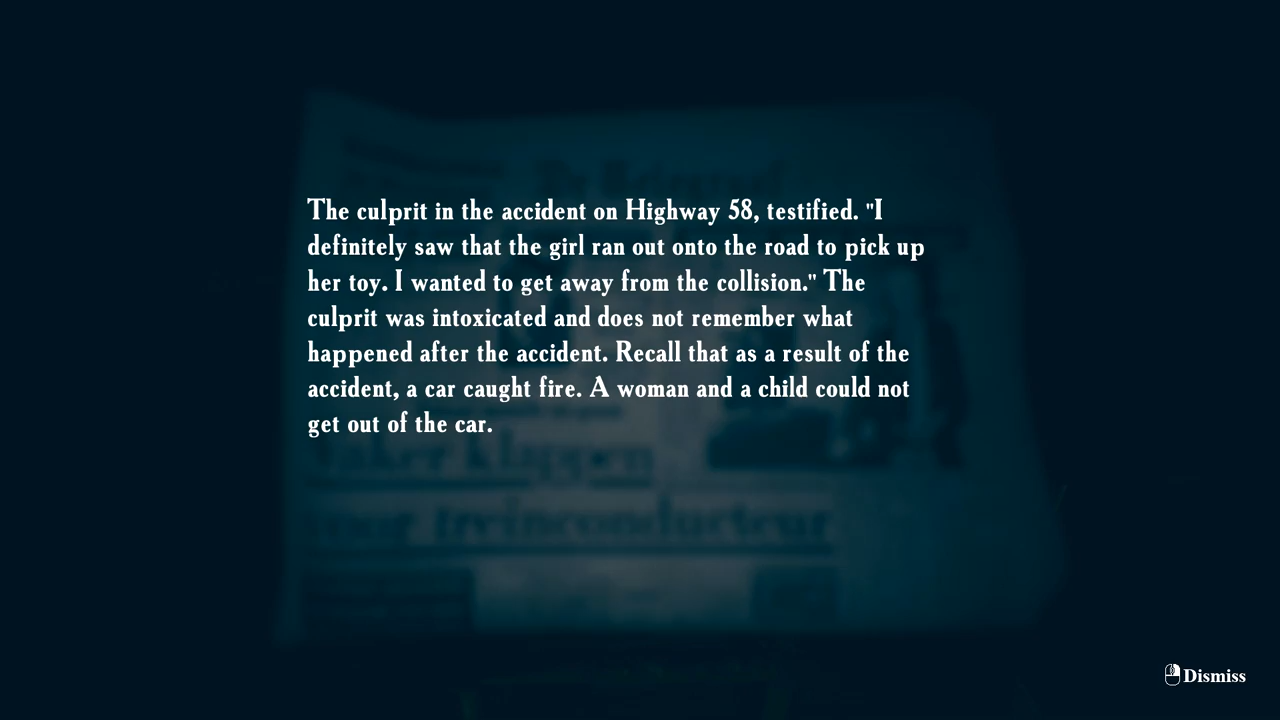 The culprit in the accident on Highway 58, testified. "I
definitely saw that the girl ran out onto the road to pick up
her toy. I wanted to get away from the collision." The
culprit was intoxicated and does not remember what
happened after the accident. Recall that as a result of the
accident, a car caught fire. A woman and a child could not
get out of the car.
klappen
voor treinconducteur
Dismiss